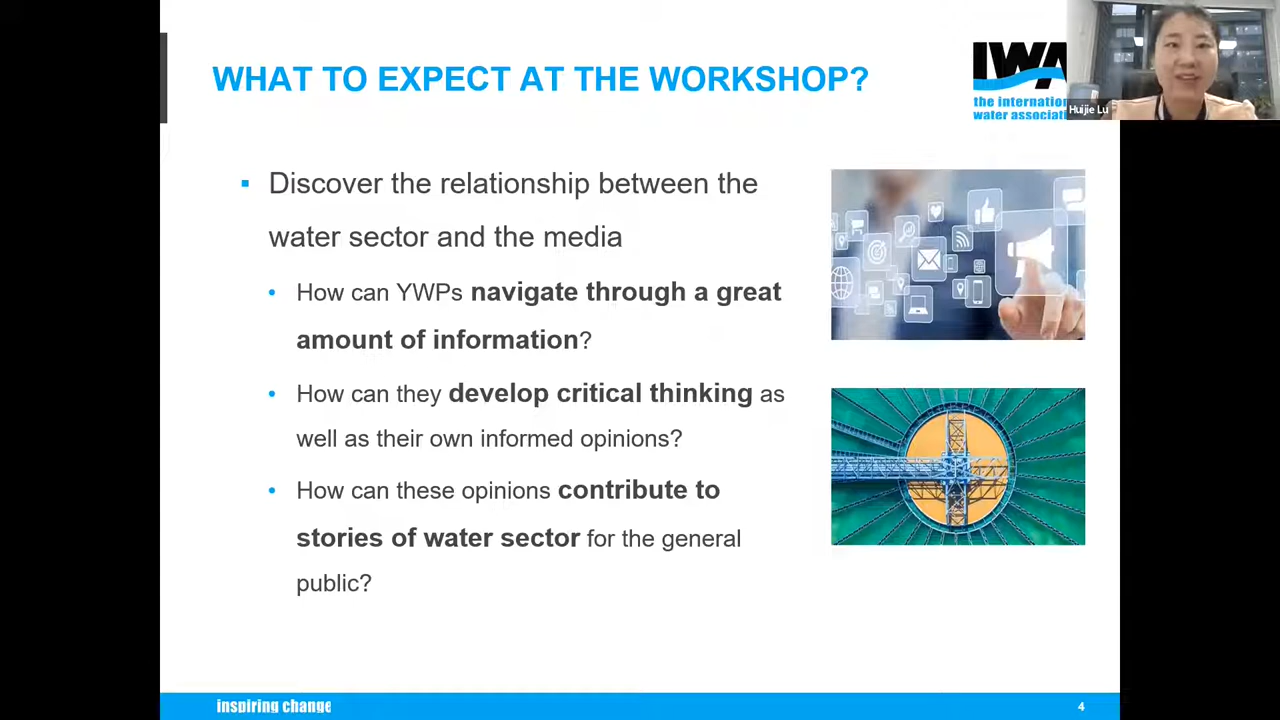 WHAT TO EXPECT AT THE WORKSHOP?
IWA
the internation
water associati
Huijie Lu
▪ Discover the relationship between the
water sector and the media
• How can YWPs navigate through a great
amount of information?
• How can they develop critical thinking as
well as their own informed opinions?
• How can these opinions contribute to
stories of water sector for the general
public?
inspiring change
4